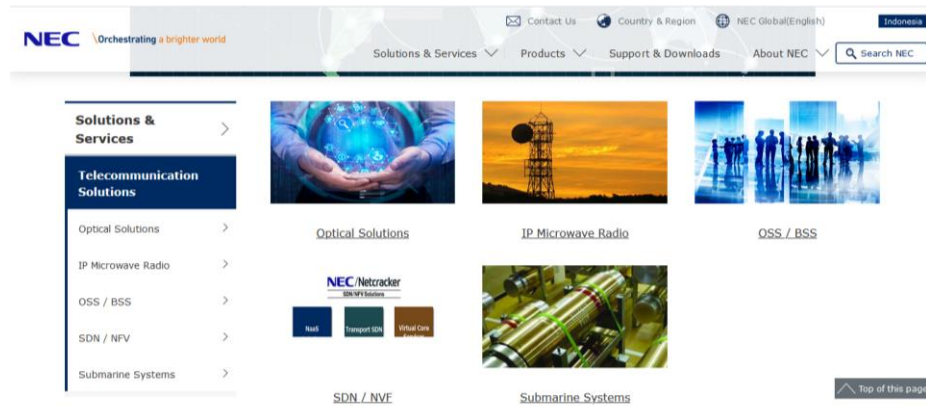 Contact Us
Country & Region
NEC Global(English)
Indonesia
NEC
\Orchestrating a brighter world
Solutions & Services
Products
Support & Downloads
About NEC
Search NEC
Solutions &
Services
Telecommunication
Solutions
Optical Solutions
IP Microwave Radio
OSS / BSS
SDN / NFV
Submarine Systems
Optical Solutions
IP Microwave Radio
OSS / BSS
NEC/Netcracker
SDN/NFV Solutions
NaaS
Transport SDN
Virtual Core
SDN / NVF
Submarine Systems
Top of this page